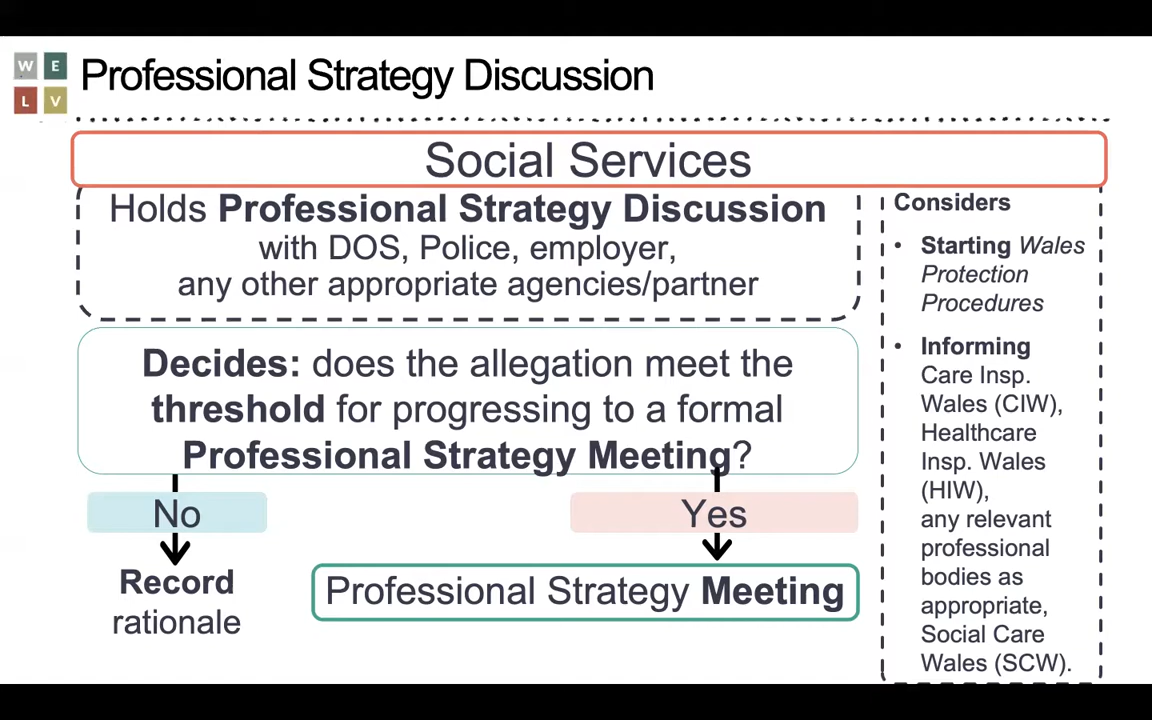 W E
L V
Professional Strategy Discussion
Social Services
Holds Professional Strategy Discussion
with DOS, Police, employer,
any other appropriate agencies/partner
Decides: does the allegation meet the
threshold for progressing to a formal
Professional Strategy Meeting?
No
Yes
Record
rationale
Professional Strategy Meeting
Considers
• Starting Wales
Protection
Procedures
• Informing
Care Insp.
Wales (CIW),
Healthcare
Insp. Wales
(HIW),
any relevant
professional
bodies as
appropriate,
Social Care
Wales (SCW).